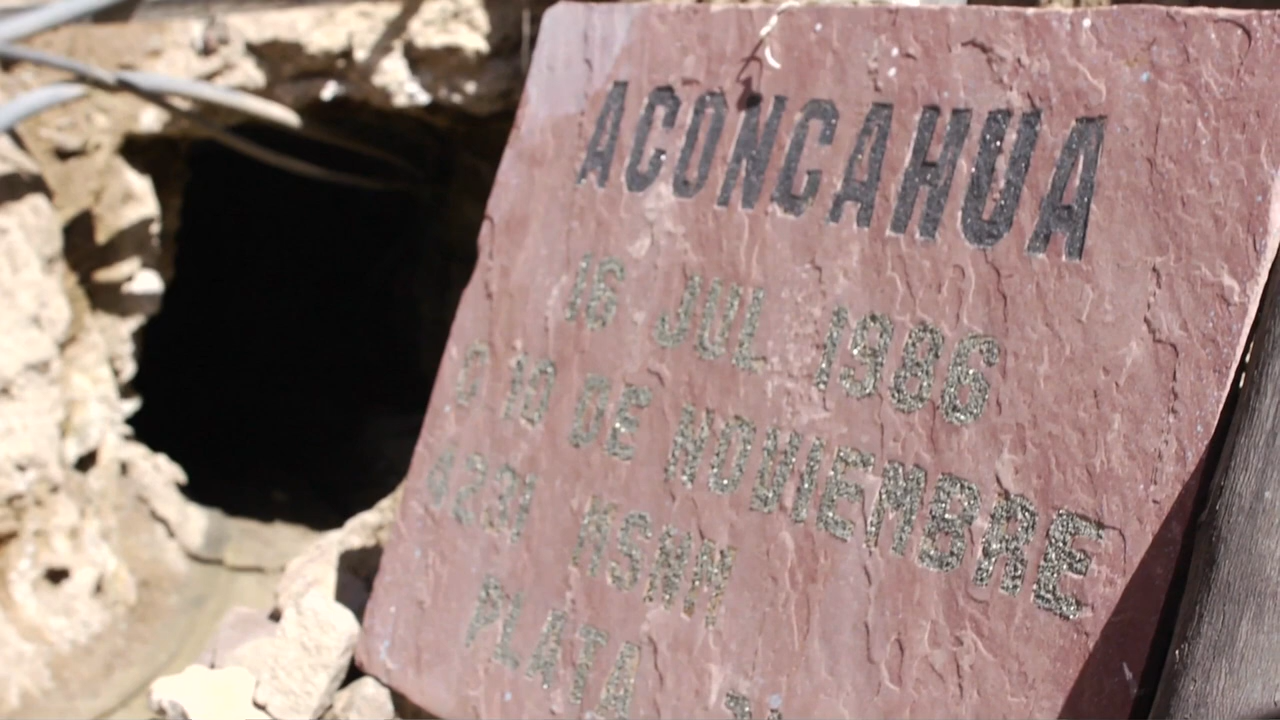 ACONCAHUA
16 JUL 1986
O 10 DE NOVIEMBRE
4231 MSNM
PLATA